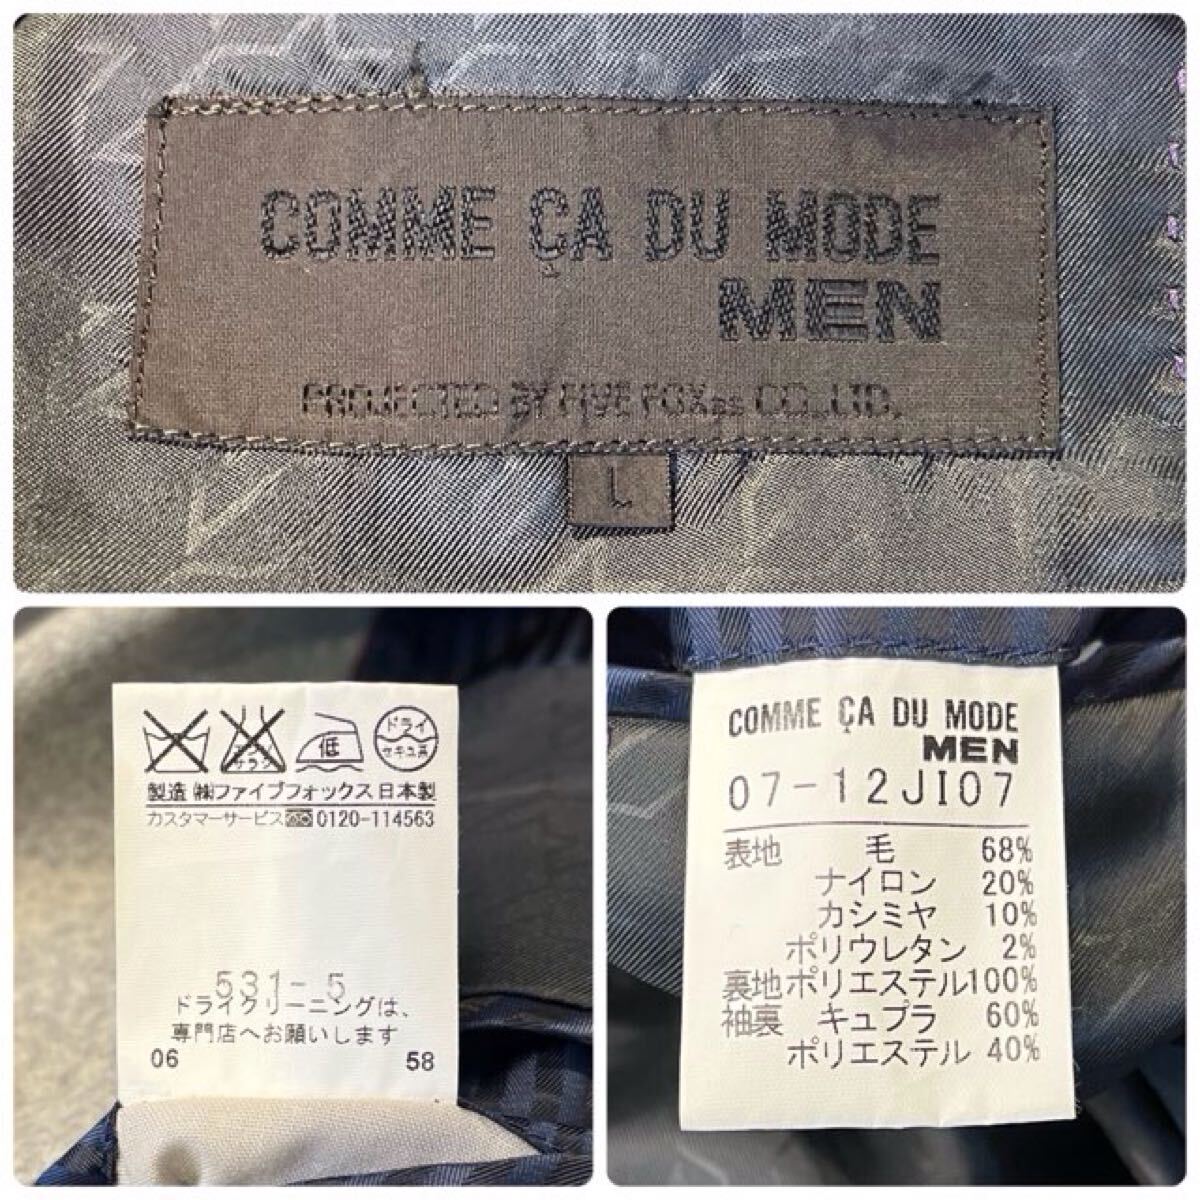 COMME ÇA DU MODE
MEN
PROJECTED BY FIVE FOXes CO.,LTD.
L
サラシ
低
ドライ
セキユ系
製造 ㈱ファイブフォックス 日本製
カスタマーサービス 0120-114563
531-5
ドライクリーニングは、
専門店へお願いします
06 58
COMME ÇA DU MODE
MEN
07-12JI07
表地 毛 68%
ナイロン 20%
カシミヤ 10%
ポリウレタン 2%
裏地 ポリエステル 100%
袖裏 キュプラ 60%
ポリエステル 40%